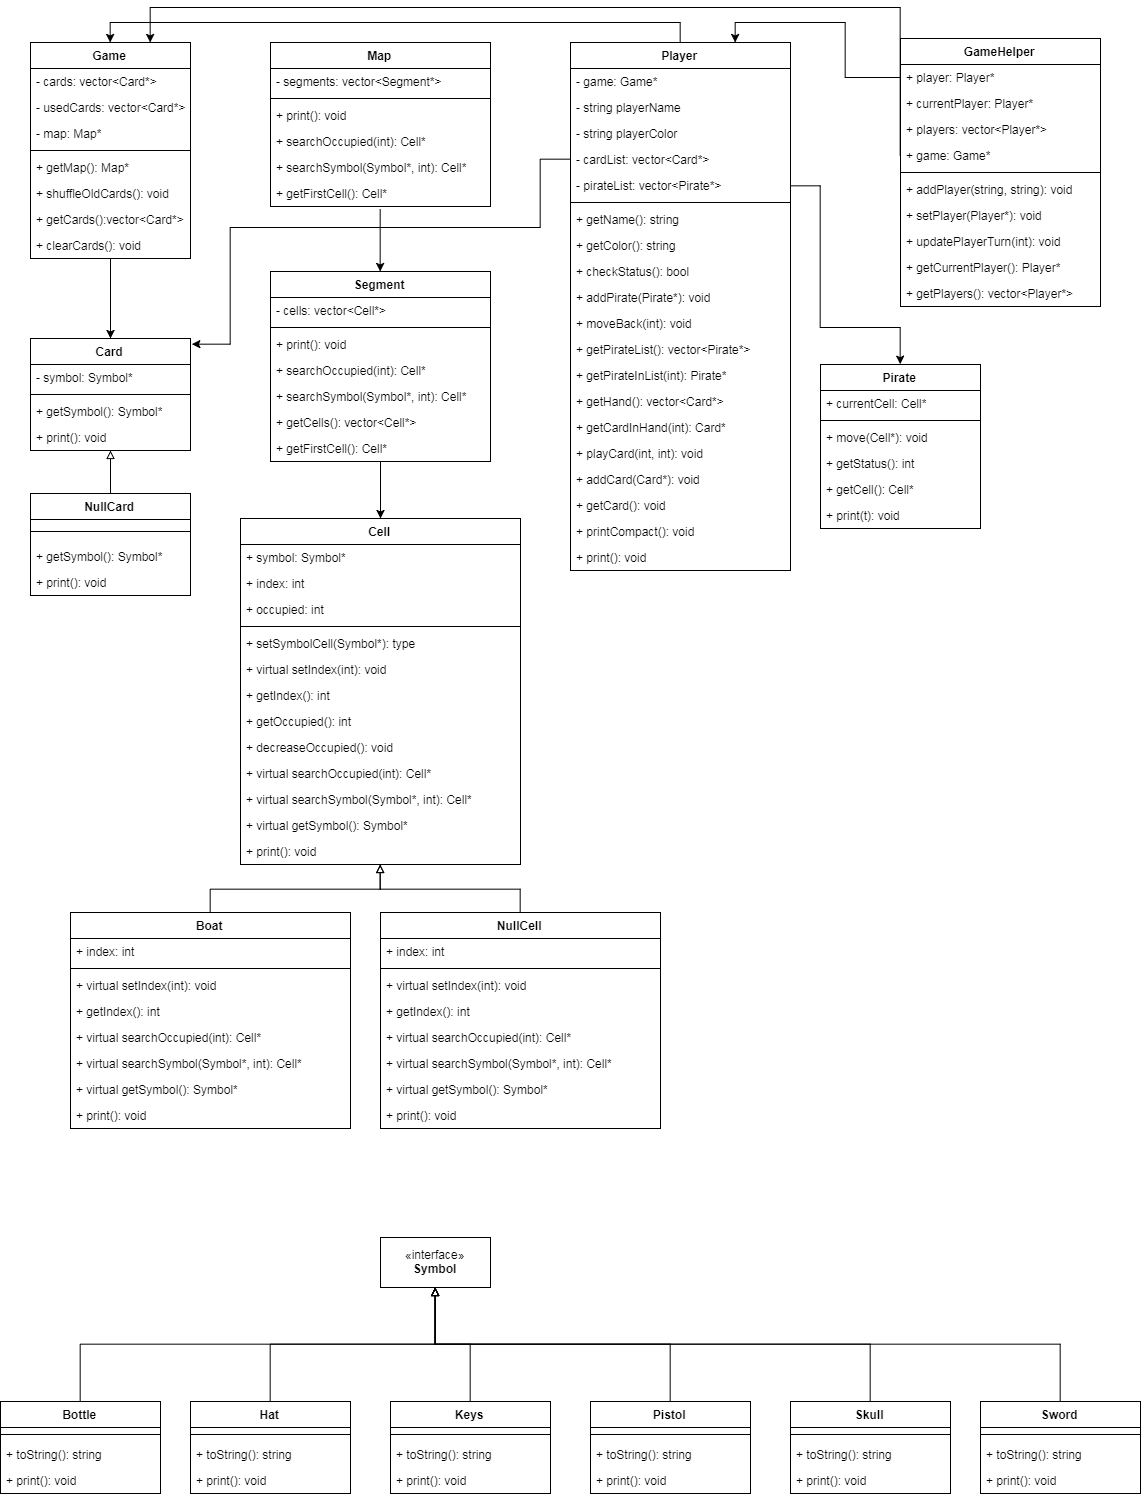 Game
- cards: vector<Card*>
- usedCards: vector<Card*>
- map: Map*
+ getMap(): Map*
+ shuffleOldCards(): void
+ getCards():vector<Card*>
+ clearCards(): void
Map
- segments: vector<Segment*>
+ print(): void
+ searchOccupied(int): Cell*
+ searchSymbol(Symbol*, int): Cell*
+ getFirstCell(): Cell*
Player
- game: Game*
- string playerName
- string playerColor
- cardList: vector<Card*>
- pirateList: vector<Pirate*>
+ getName(): string
+ getColor(): string
+ checkStatus(): bool
+ addPirate(Pirate*): void
+ moveBack(int): void
+ getPirateList(): vector<Pirate*>
+ getPirateInList(int): Pirate*
+ getHand(): vector<Card*>
+ getCardInHand(int): Card*
+ playCard(int, int): void
+ addCard(Card*): void
+ getCard(): void
+ printCompact(): void
+ print(): void
GameHelper
+ player: Player*
+ currentPlayer: Player*
+ players: vector<Player*>
+ game: Game*
+ addPlayer(string, string): void
+ setPlayer(Player*): void
+ updatePlayerTurn(int): void
+ getCurrentPlayer(): Player*
+ getPlayers(): vector<Player*>
Segment
- cells: vector<Cell*>
+ print(): void
+ searchOccupied(int): Cell*
+ searchSymbol(Symbol*, int): Cell*
+ getCells(): vector<Cell*>
+ getFirstCell(): Cell*
Card
- symbol: Symbol*
+ getSymbol(): Symbol*
+ print(): void
Pirate
+ currentCell: Cell*
+ move(Cell*): void
+ getStatus(): int
+ getCell(): Cell*
+ print(t): void
NullCard
+ getSymbol(): Symbol*
+ print(): void
Cell
+ symbol: Symbol*
+ index: int
+ occupied: int
+ setSymbolCell(Symbol*): type
+ virtual setIndex(int): void
+ getIndex(): int
+ getOccupied(): int
+ decreaseOccupied(): void
+ virtual searchOccupied(int): Cell*
+ virtual searchSymbol(Symbol*, int): Cell*
+ virtual getSymbol(): Symbol*
+ print(): void
Boat
+ index: int
+ virtual setIndex(int): void
+ getIndex(): int
+ virtual searchOccupied(int): Cell*
+ virtual searchSymbol(Symbol*, int): Cell*
+ virtual getSymbol(): Symbol*
+ print(): void
NullCell
+ index: int
+ virtual setIndex(int): void
+ getIndex(): int
+ virtual searchOccupied(int): Cell*
+ virtual searchSymbol(Symbol*, int): Cell*
+ virtual getSymbol(): Symbol*
+ print(): void
«interface»
Symbol
Bottle
+ toString(): string
+ print(): void
Hat
+ toString(): string
+ print(): void
Keys
+ toString(): string
+ print(): void
Pistol
+ toString(): string
+ print(): void
Skull
+ toString(): string
+ print(): void
Sword
+ toString(): string
+ print(): void